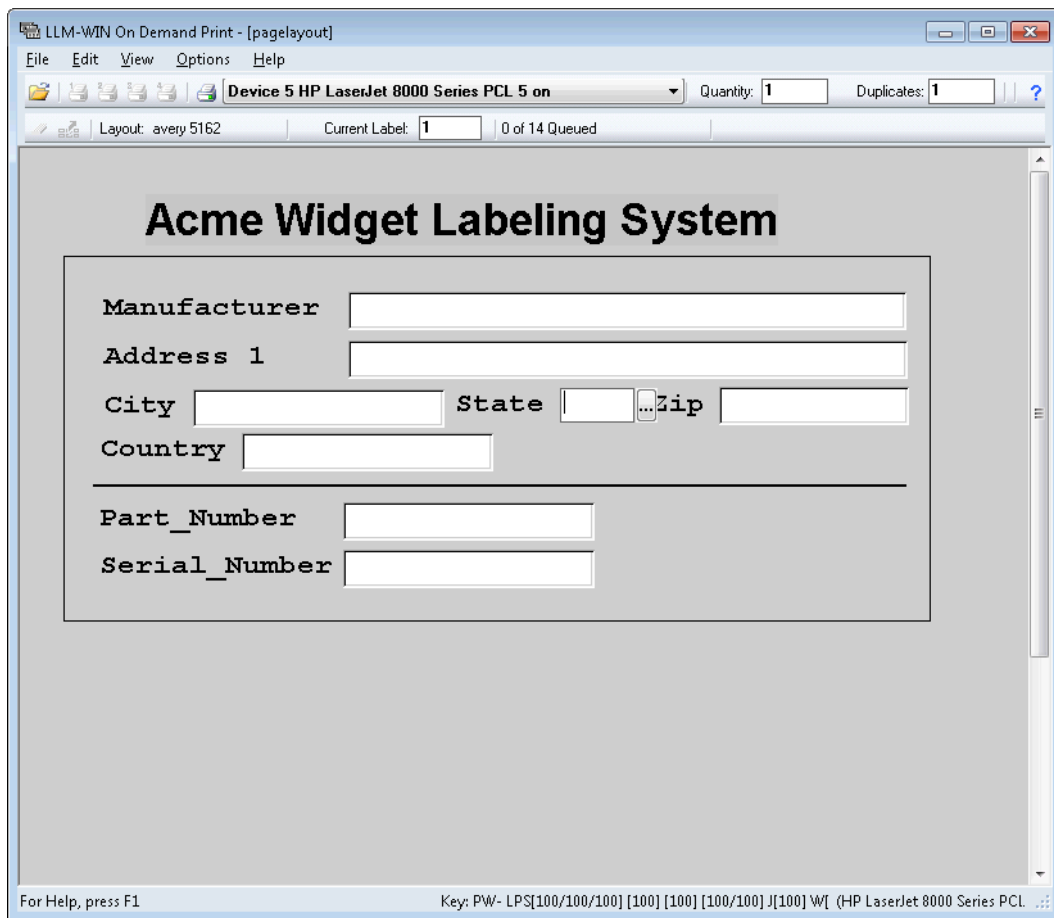 LLM-WIN On Demand Print - [pagelayout]
File Edit View Options Help
Device 5 HP LaserJet 8000 Series PCL 5 on Quantity: 1 Duplicates: 1 ?
Layout: avery 5162 Current Label: 1 0 of 14 Queued
Acme Widget Labeling System
Manufacturer
Address 1
City State ... Zip
Country
Part_Number
Serial_Number
For Help, press F1 Key: PW- LPS[100/100/100] [100] [100] [100/100] J[100] W[ (HP LaserJet 8000 Series PCL